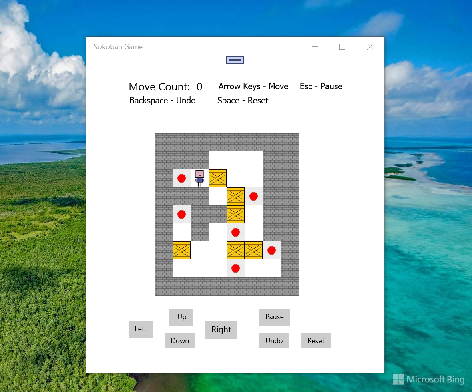 Sokoban Game
Move Count: 0 Arrow Keys - Move Esc - Pause
Backspace - Undo Space - Reset
Up Pause
Right
Down Undo Reset
Microsoft Bing